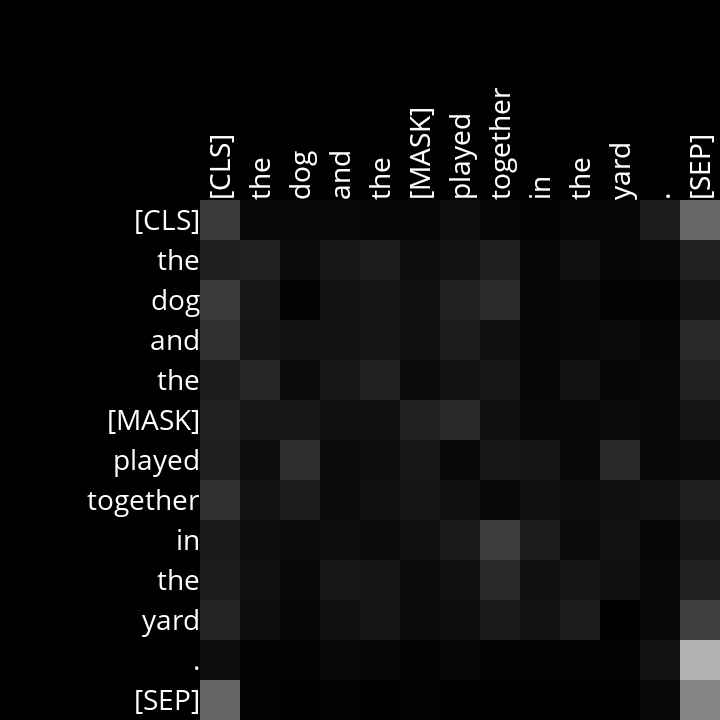 [CLS] the dog and the [MASK] played together in the yard . [SEP]
[CLS]
the
dog
and
the
[MASK]
played
together
in
the
yard
.
[SEP]